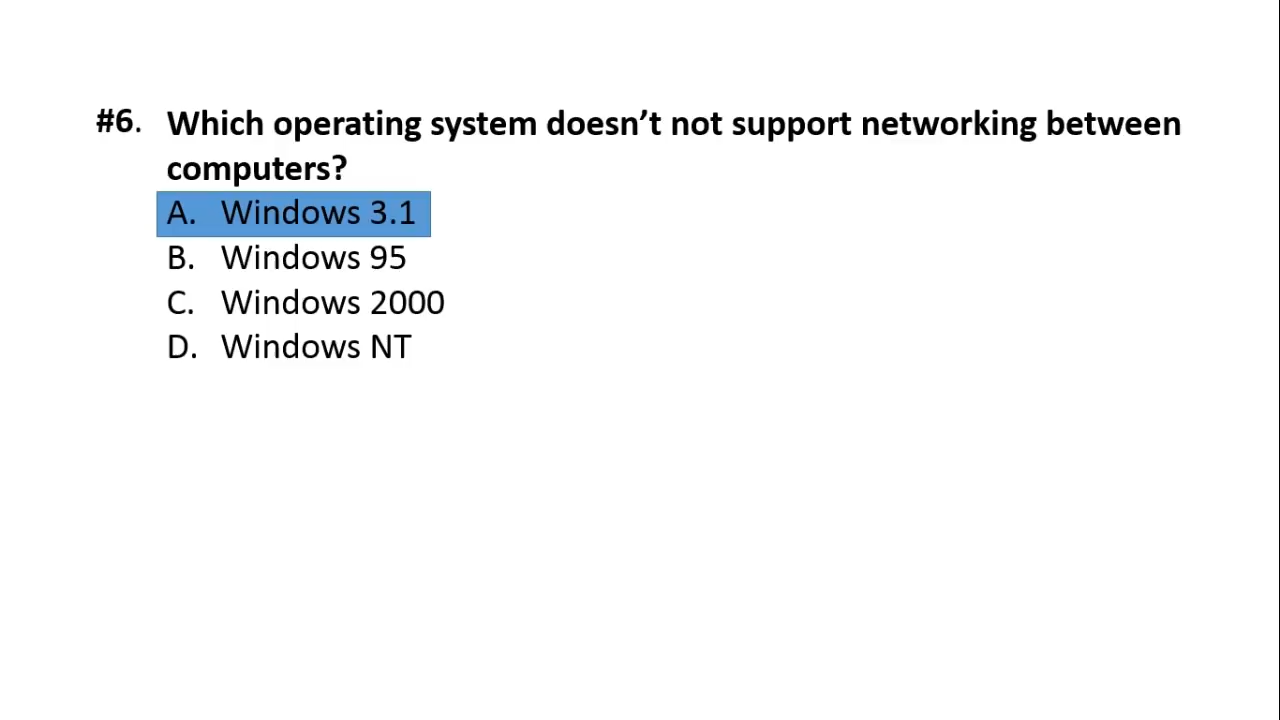 #6. Which operating system doesn’t not support networking between
computers?
A. Windows 3.1
B. Windows 95
C. Windows 2000
D. Windows NT